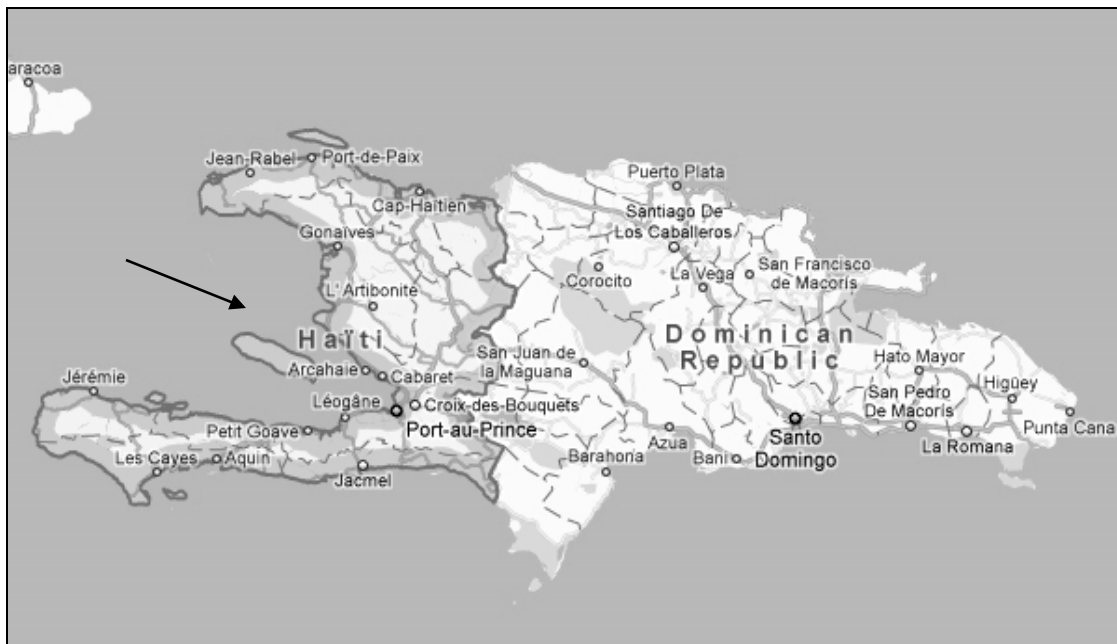 aracoa
Port-de-Paix
Jean-Rabel
Puerto Plata
Cap-Haïtien
Santiago De
Los Caballeros
Gonaïves
Corocito
La Vega
San Francisco
de Macorís
L' Artibonite
Haïti
Dominican
Republic
San Juan de
la Maguana
Hato Mayor
Arcahaie
Cabaret
Jérémie
Higüey
San Pedro
De Macorís
Léogâne
Croix-des-Bouquets
Petit Goave
Port-au-Prince
Azua
Santo
Domingo
Punta Cana
La Romana
Les Cayes
Aquin
Jacmel
Barahona
Bani